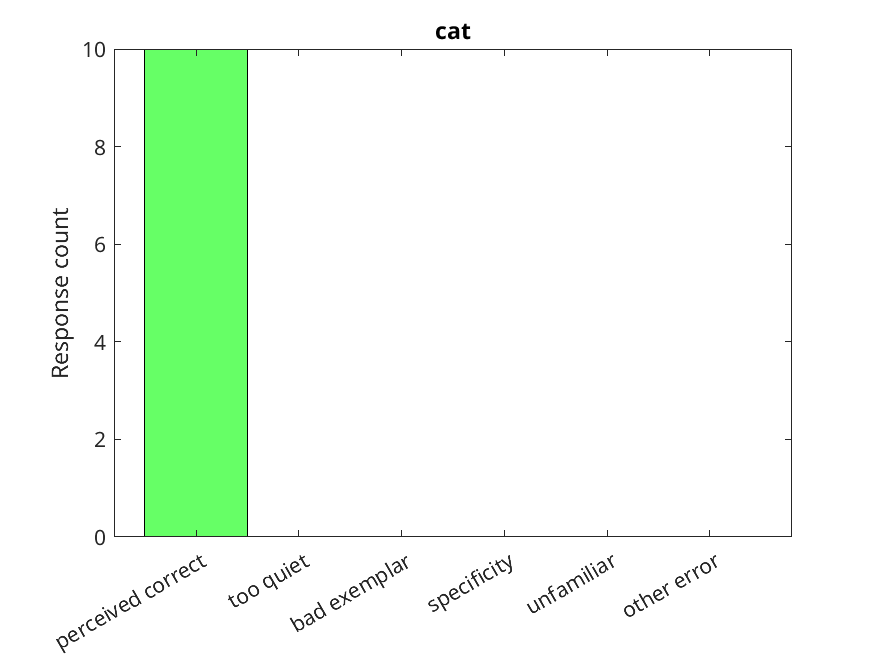 cat
10
8
6
4
2
0
Response count
perceived correct
too quiet
bad exemplar
specificity
unfamiliar
other error